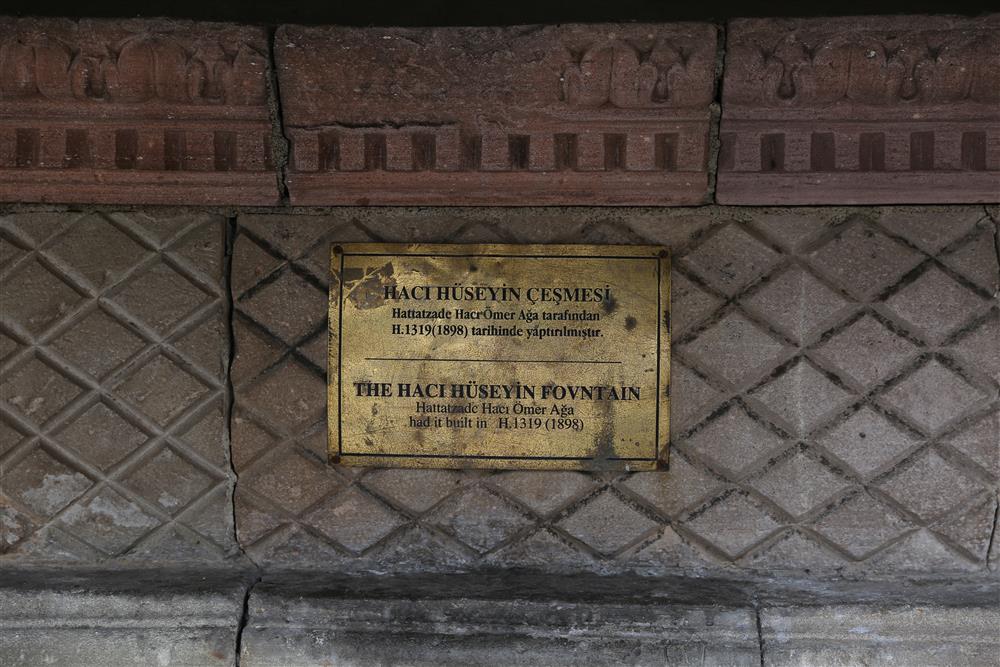 HACI HÜSEYİN ÇEŞMESİ
Hattatzade Hacı Ömer Ağa tarafından
H.1319(1898) tarihinde yaptırılmıştır.
THE HACI HÜSEYİN FOVNTAIN
Hattatzade Hacı Ömer Ağa
had it built in H.1319 (1898)